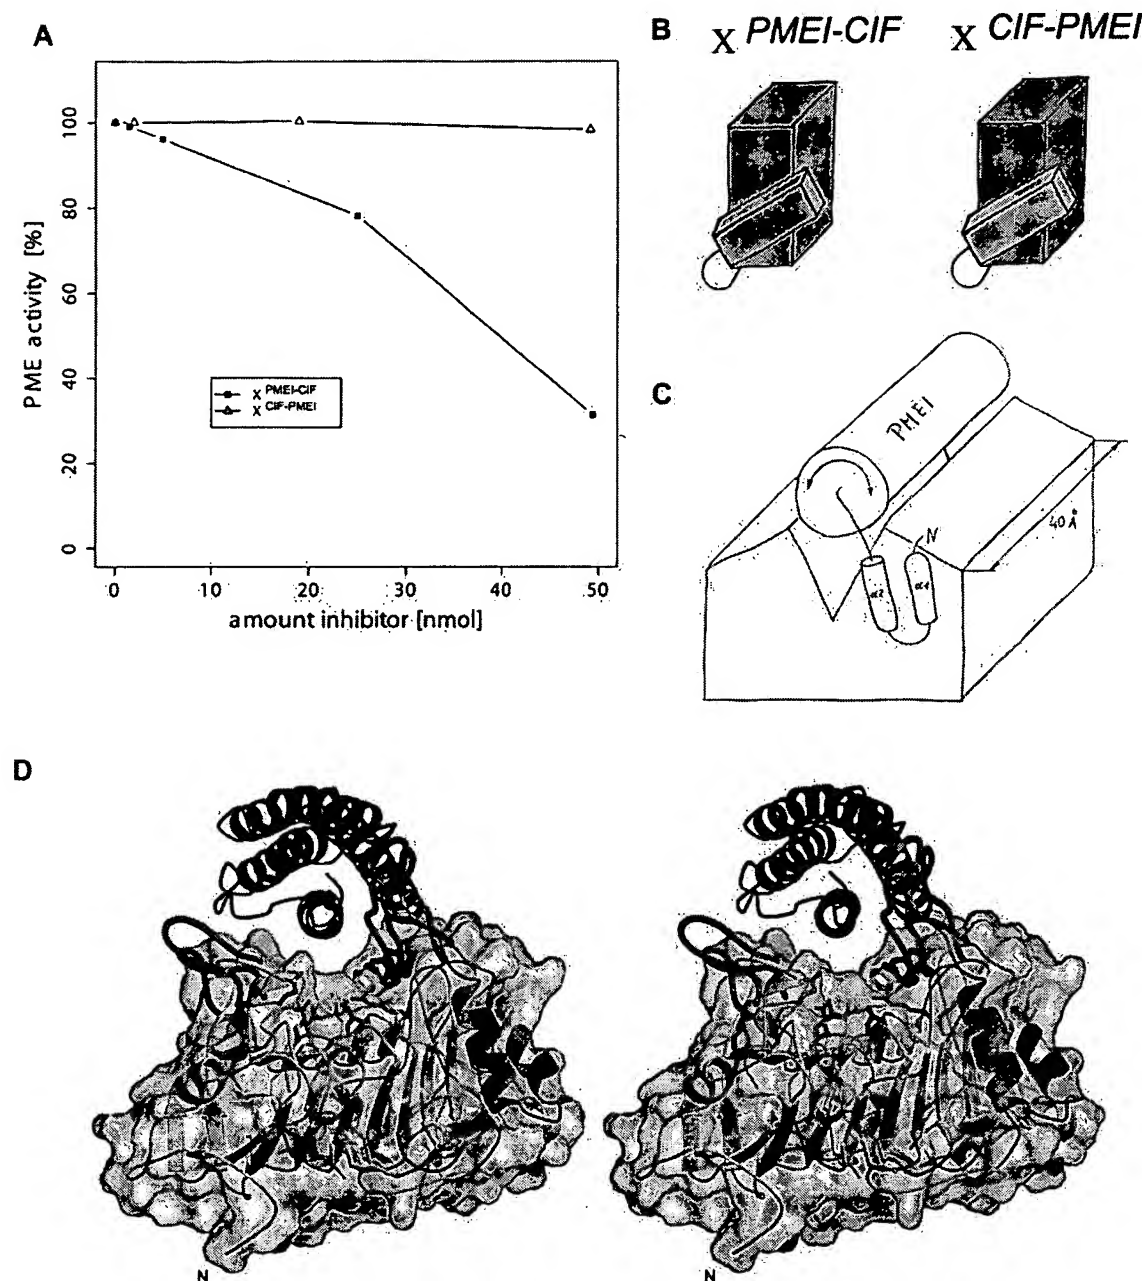 A
PME activity [%]
100
80
60
40
20
0
0 10 20 30 40 50
amount inhibitor [nmol]
X PMEI-CIF
X CIF-PMEI
B
X PMEI-CIF
X CIF-PMEI
C
PMEI
N
α2
α1
40 Å
D
N
N